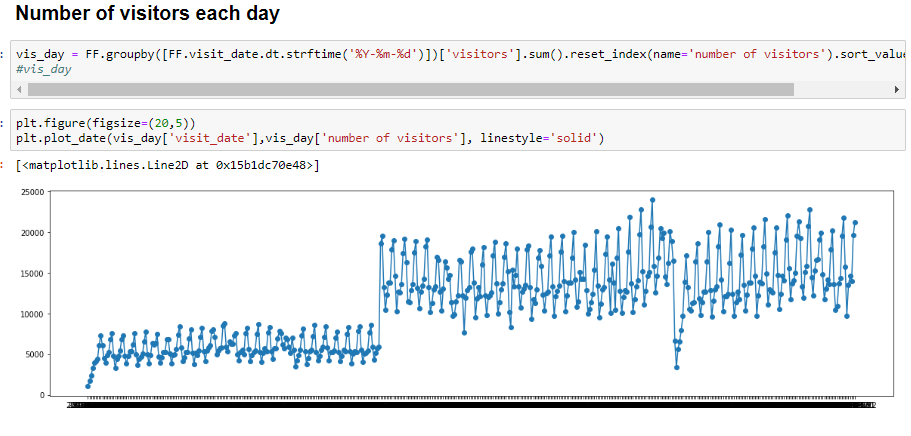 Number of visitors each day
: vis_day = FF.groupby([FF.visit_date.dt.strftime('%Y-%m-%d')])['visitors'].sum().reset_index(name='number of visitors').sort_value
#vis_day
: plt.figure(figsize=(20,5))
plt.plot_date(vis_day['visit_date'],vis_day['number of visitors'], linestyle='solid')
: [<matplotlib.lines.Line2D at 0x15b1dc70e48>]
25000
20000
15000
10000
5000
0